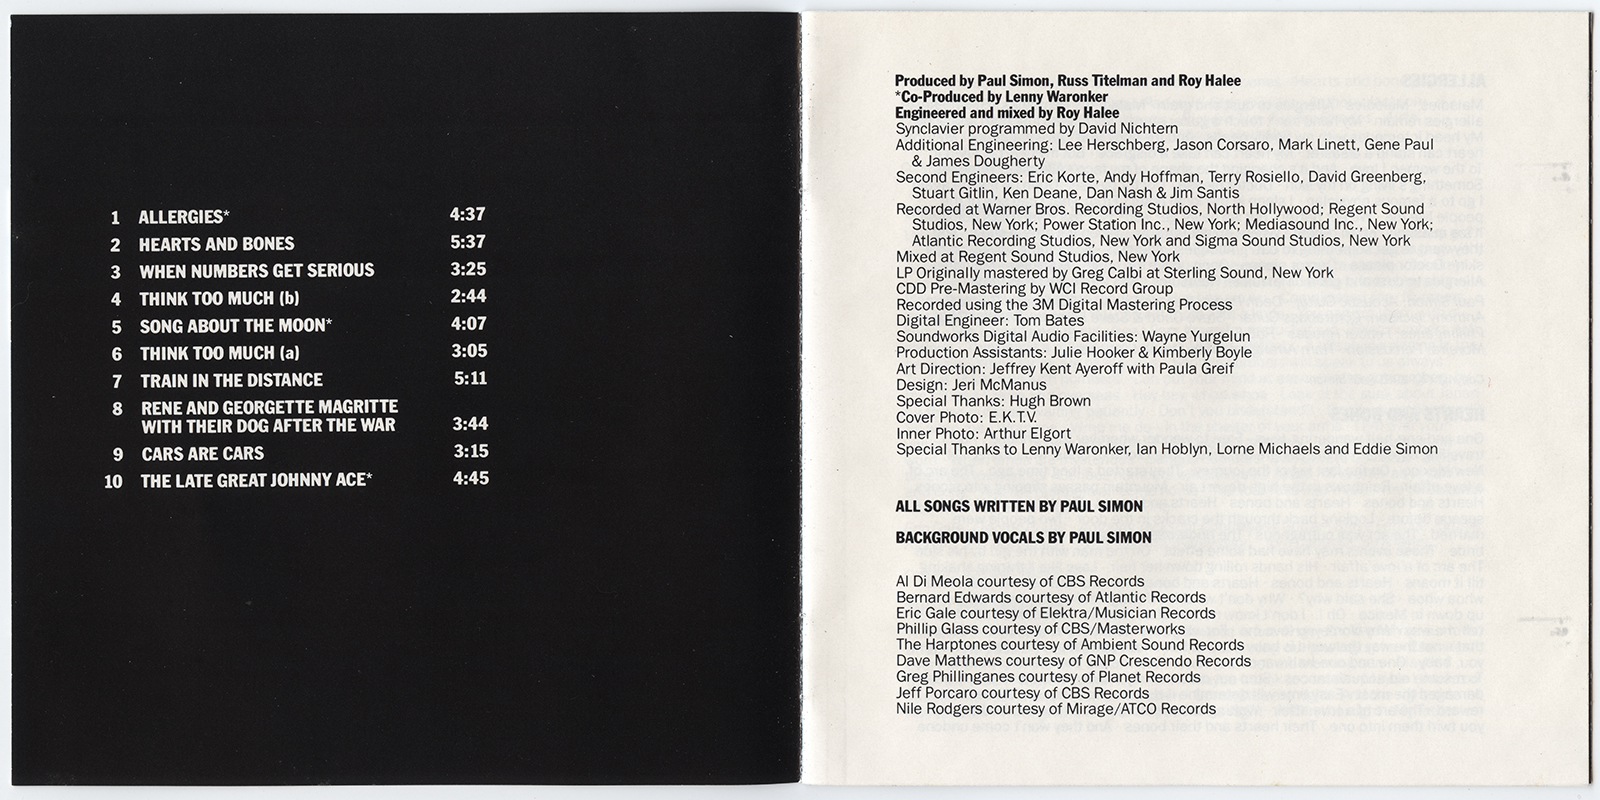 1 ALLERGIES* 4:37
2 HEARTS AND BONES 5:37
3 WHEN NUMBERS GET SERIOUS 3:25
4 THINK TOO MUCH (b) 2:44
5 SONG ABOUT THE MOON* 4:07
6 THINK TOO MUCH (a) 3:05
7 TRAIN IN THE DISTANCE 5:11
8 RENE AND GEORGETTE MAGRITTE
WITH THEIR DOG AFTER THE WAR 3:44
9 CARS ARE CARS 3:15
10 THE LATE GREAT JOHNNY ACE* 4:45
Produced by Paul Simon, Russ Titelman and Roy Halee
*Co-Produced by Lenny Waronker
Engineered and mixed by Roy Halee
Synclavier programmed by David Nichtern
Additional Engineering: Lee Herschberg, Jason Corsaro, Mark Linett, Gene Paul
& James Dougherty
Second Engineers: Eric Korte, Andy Hoffman, Terry Rosiello, David Greenberg,
Stuart Gitlin, Ken Deane, Dan Nash & Jim Santis
Recorded at Warner Bros. Recording Studios, North Hollywood; Regent Sound
Studios, New York; Power Station Inc., New York; Mediasound Inc., New York;
Atlantic Recording Studios, New York and Sigma Sound Studios, New York
Mixed at Regent Sound Studios, New York
LP Originally mastered by Greg Calbi at Sterling Sound, New York
CDD Pre-Mastering by WCI Record Group
Recorded using the 3M Digital Mastering Process
Digital Engineer: Tom Bates
Soundworks Digital Audio Facilities: Wayne Yurgelun
Production Assistants: Julie Hooker & Kimberly Boyle
Art Direction: Jeffrey Kent Ayeroff with Paula Greif
Design: Jeri McManus
Special Thanks: Hugh Brown
Cover Photo: E.K.T.V.
Inner Photo: Arthur Elgort
Special Thanks to Lenny Waronker, Ian Hoblyn, Lorne Michaels and Eddie Simon
ALL SONGS WRITTEN BY PAUL SIMON
BACKGROUND VOCALS BY PAUL SIMON
Al Di Meola courtesy of CBS Records
Bernard Edwards courtesy of Atlantic Records
Eric Gale courtesy of Elektra/Musician Records
Phillip Glass courtesy of CBS/Masterworks
The Harptones courtesy of Ambient Sound Records
Dave Matthews courtesy of GNP Crescendo Records
Greg Phillinganes courtesy of Planet Records
Jeff Porcaro courtesy of CBS Records
Nile Rodgers courtesy of Mirage/ATCO Records